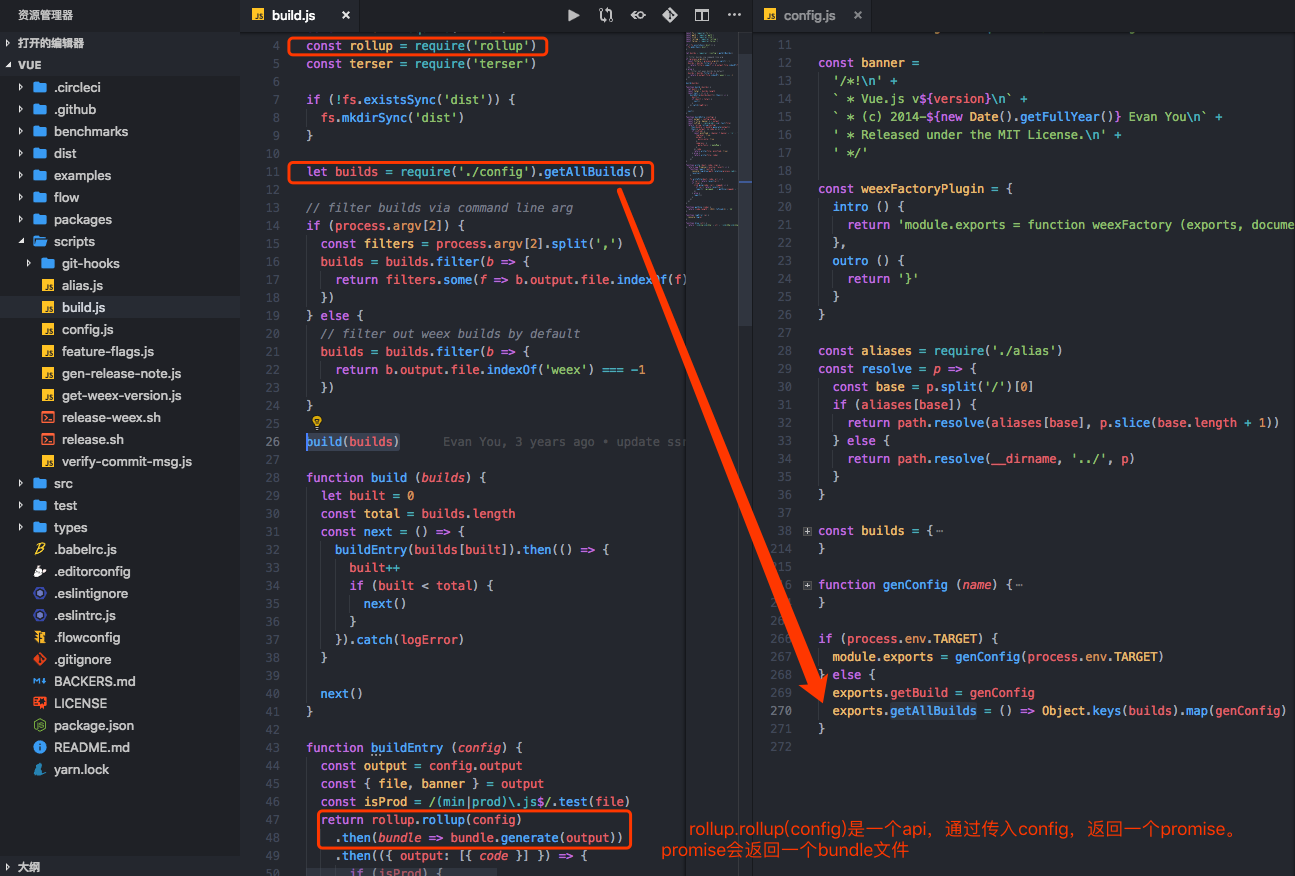 资源管理器
打开的编辑器
VUE
.circleci
.github
benchmarks
dist
examples
flow
packages
scripts
git-hooks
alias.js
build.js
config.js
feature-flags.js
gen-release-note.js
get-weex-version.js
release-weex.sh
release.sh
verify-commit-msg.js
src
test
types
.babelrc.js
.editorconfig
.eslintignore
.eslintrc.js
.flowconfig
.gitignore
BACKERS.md
LICENSE
package.json
README.md
yarn.lock
大纲
build.js
4 const rollup = require('rollup')
5 const terser = require('terser')
6
7 if (!fs.existsSync('dist')) {
8 fs.mkdirSync('dist')
9 }
10
11 let builds = require('./config').getAllBuilds()
12
13 // filter builds via command line arg
14 if (process.argv[2]) {
15 const filters = process.argv[2].split(',')
16 builds = builds.filter(b => {
17 return filters.some(f => b.output.file.indexOf(f)
18 })
19 } else {
20 // filter out weex builds by default
21 builds = builds.filter(b => {
22 return b.output.file.indexOf('weex') === -1
23 })
24 }
25
26 build(builds) Evan You, 3 years ago • update ssr
27
28 function build (builds) {
29 let built = 0
30 const total = builds.length
31 const next = () => {
32 buildEntry(builds[built]).then(() => {
33 built++
34 if (built < total) {
35 next()
36 }
37 }).catch(logError)
38 }
39
40 next()
41 }
42
43 function buildEntry (config) {
44 const output = config.output
45 const { file, banner } = output
46 const isProd = /(min|prod)\.js$/.test(file)
47 return rollup.rollup(config)
48 .then(bundle => bundle.generate(output))
49 .then(({ output: [{ code }] }) => {
50 if (isProd) {
config.js
11
12 const banner =
13 '/*!\n' +
14 ` * Vue.js v${version}\n` +
15 ` * (c) 2014-${new Date().getFullYear()} Evan You\n` +
16 ' * Released under the MIT License.\n' +
17 ' */'
18
19 const weexFactoryPlugin = {
20 intro () {
21 return 'module.exports = function weexFactory (exports, docume
22 },
23 outro () {
24 return '}'
25 }
26 }
27
28 const aliases = require('./alias')
29 const resolve = p => {
30 const base = p.split('/')[0]
31 if (aliases[base]) {
32 return path.resolve(aliases[base], p.slice(base.length + 1))
33 } else {
34 return path.resolve(__dirname, '../', p)
35 }
36 }
37
38 const builds = {…
214 }
215
function genConfig (name) {…
}
266 if (process.env.TARGET) {
267 module.exports = genConfig(process.env.TARGET)
268 } else {
269 exports.getBuild = genConfig
270 exports.getAllBuilds = () => Object.keys(builds).map(genConfig)
271 }
272
rollup.rollup(config)是一个api，通过传入config，返回一个promise。
promise会返回一个bundle文件